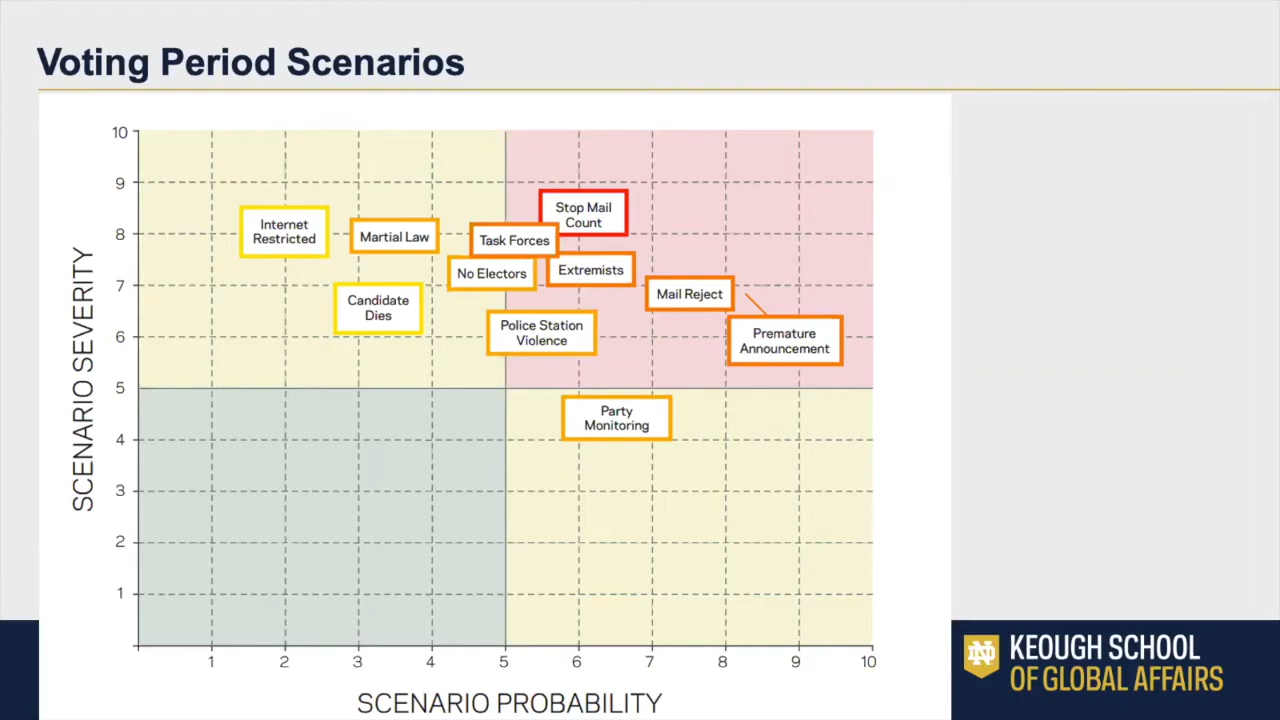 Voting Period Scenarios
SCENARIO SEVERITY
10
9
8
7
6
5
4
3
2
1
Internet
Restricted
Martial Law
Candidate
Dies
Task Forces
No Electors
Stop Mail
Count
Extremists
Police Station
Violence
Mail Reject
Premature
Announcement
Party
Monitoring
1 2 3 4 5 6 7 8 9 10
SCENARIO PROBABILITY
ND
KEOUGH SCHOOL
OF GLOBAL AFFAIRS